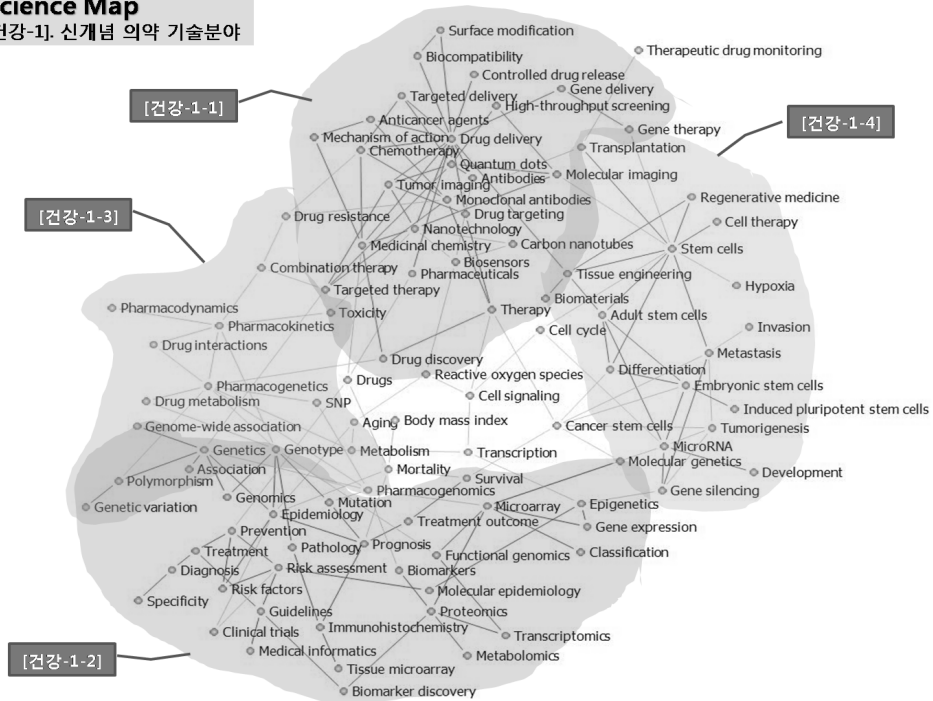 cience Map
건강-1]. 신개념 의약 기술분야
Surface modification
Therapeutic drug monitoring
Biocompatibility
Controlled drug release
[건강-1-1]
Targeted delivery
Gene delivery
High-throughput screening
[건강-1-4]
Anticancer agents
Gene therapy
Mechanism of action
Drug delivery
Chemotherapy
Transplantation
Quantum dots
Tumor imaging
Antibodies
Molecular imaging
Monoclonal antibodies
Regenerative medicine
[건강-1-3]
Drug resistance
Drug targeting
Cell therapy
Nanotechnology
Medicinal chemistry
Carbon nanotubes
Stem cells
Combination therapy
Biosensors
Pharmaceuticals
Tissue engineering
Targeted therapy
Hypoxia
Pharmacodynamics
Toxicity
Therapy
Biomaterials
Adult stem cells
Pharmacokinetics
Cell cycle
Invasion
Drug interactions
Drug discovery
Metastasis
Reactive oxygen species
Differentiation
Pharmacogenetics
Drugs
Embryonic stem cells
Drug metabolism
SNP
Cell signaling
Induced pluripotent stem cells
Genome-wide association
Aging
Body mass index
Cancer stem cells
Tumorigenesis
Genetics
Genotype
Metabolism
Transcription
MicroRNA
Association
Mortality
Molecular genetics
Polymorphism
Survival
Development
Genetic variation
Genomics
Pharmacogenomics
Gene silencing
Mutation
Microarray
Epigenetics
Epidemiology
Treatment outcome
Gene expression
Prevention
Treatment
Pathology
Prognosis
Functional genomics
Classification
Diagnosis
Risk assessment
Biomarkers
Risk factors
Molecular epidemiology
Specificity
Guidelines
Proteomics
Clinical trials
Immunohistochemistry
Transcriptomics
[건강-1-2]
Medical informatics
Metabolomics
Tissue microarray
Biomarker discovery